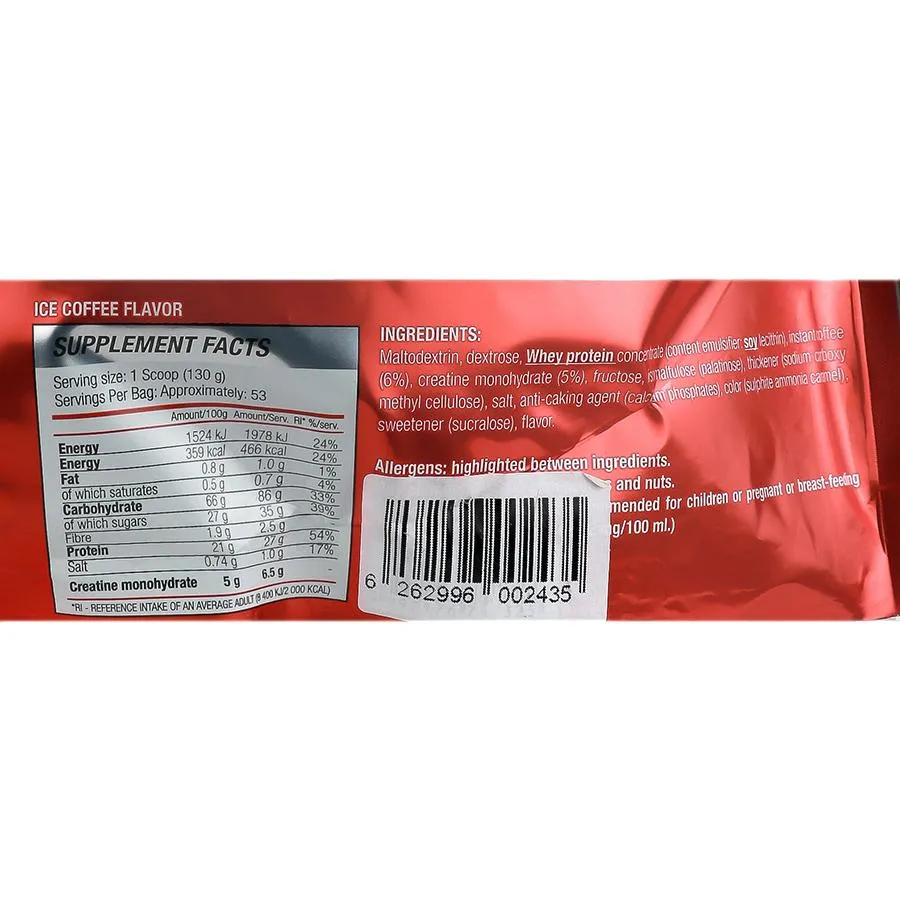 ICE COFFEE FLAVOR
SUPPLEMENT FACTS
Serving size: 1 Scoop (130 g)
Servings Per Bag: Approximately: 53
Amount/100g Amount/Serv. RI* %/serv.
Energy 1524 kJ 1978 kJ 24%
Energy 359 kcal 466 kcal 24%
Fat 0.8 g 1.0 g 1%
of which saturates 0.5 g 0.7 g 4%
Carbohydrate 66 g 86 g 33%
of which sugars 27 g 35 g 39%
Fibre 1.9 g 2.5 g -
Protein 21 g 27 g 54%
Salt 0.74 g 1.0 g 17%
Creatine monohydrate 5 g 6.5 g -
*RI - REFERENCE INTAKE OF AN AVERAGE ADULT (8 400 KJ/2 000 KCAL)
INGREDIENTS:
Maltodextrin, dextrose, Whey protein concentrate (content emulsifier: soy lecithin), instant
(6%), creatine monohydrate (5%), fructose, isomaltulose (palatinose), thickener (sodium
methyl cellulose), salt, anti-caking agent (calcium phosphates), color (sulphite ammonia
sweetener (sucralose), flavor.
Allergens: highlighted between ingredients.
and nuts.
for children or pregnant or breast-feeding
g/100 ml.)
6 262996 002435